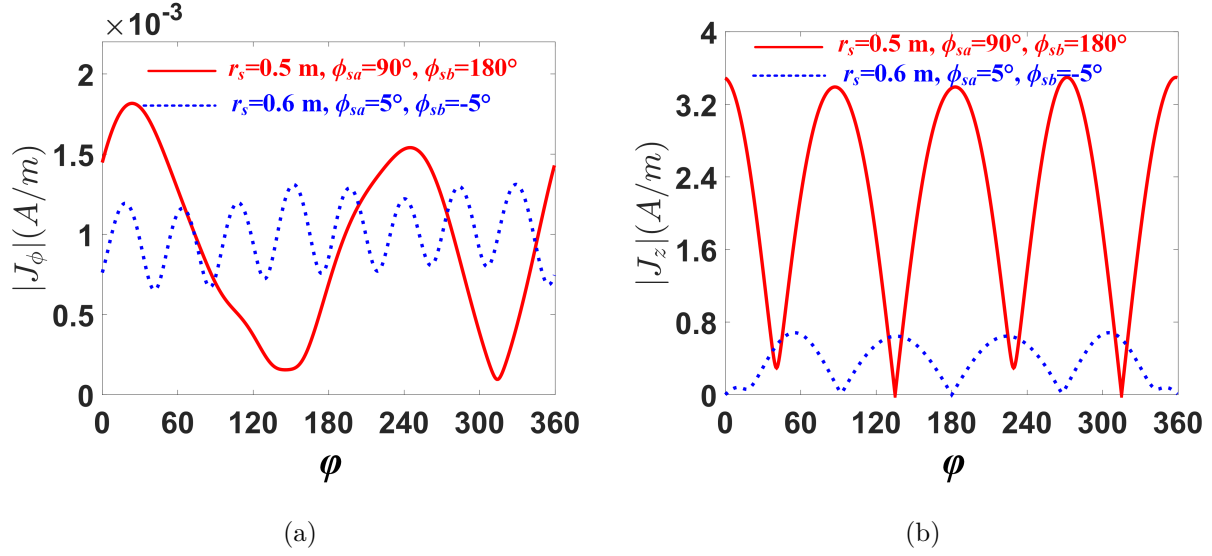 ×10⁻³
2
1.5
1
0.5
0
0 60 120 180 240 300 360
|J_ϕ|(A/m)
φ
r_s=0.5 m, ϕ_sa=90°, ϕ_sb=180°
r_s=0.6 m, ϕ_sa=5°, ϕ_sb=-5°
(a)
4
3.2
2.4
1.6
0.8
0
0 60 120 180 240 300 360
|J_z|(A/m)
φ
r_s=0.5 m, ϕ_sa=90°, ϕ_sb=180°
r_s=0.6 m, ϕ_sa=5°, ϕ_sb=-5°
(b)